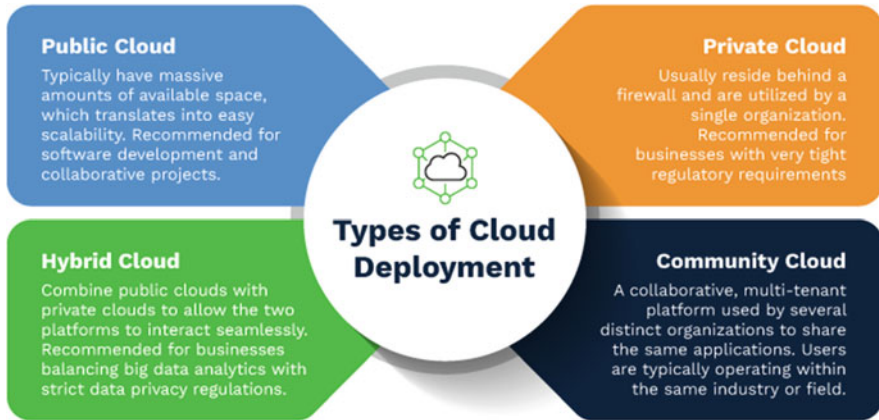 Public Cloud
Typically have massive
amounts of available space,
which translates into easy
scalability. Recommended for
software development and
collaborative projects.
Private Cloud
Usually reside behind a
firewall and are utilized by a
single organization.
Recommended for
businesses with very tight
regulatory requirements
Types of Cloud
Deployment
Hybrid Cloud
Combine public clouds with
private clouds to allow the two
platforms to interact seamlessly.
Recommended for businesses
balancing big data analytics with
strict data privacy regulations.
Community Cloud
A collaborative, multi-tenant
platform used by several
distinct organizations to share
the same applications. Users
are typically operating within
the same industry or field.